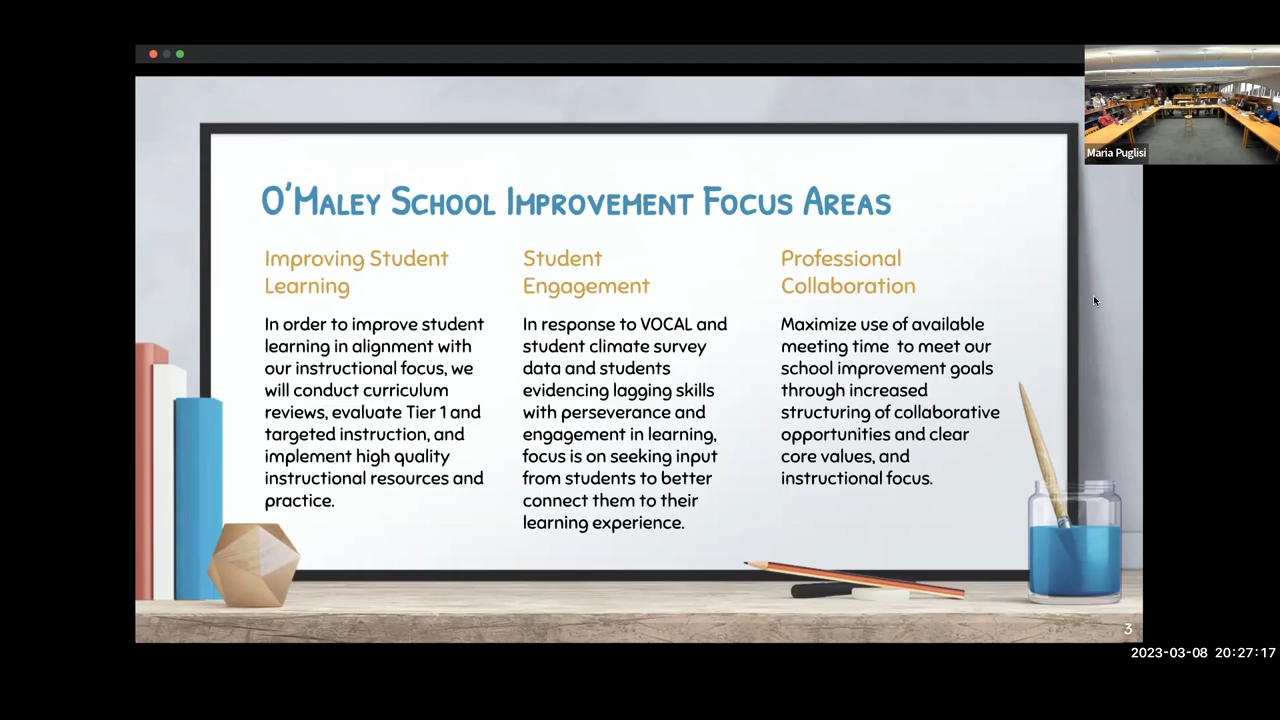 O'Maley School Improvement Focus Areas
Improving Student
Learning
In order to improve student
learning in alignment with
our instructional focus, we
will conduct curriculum
reviews, evaluate Tier 1 and
targeted instruction, and
implement high quality
instructional resources and
practice.
Student
Engagement
In response to VOCAL and
student climate survey
data and students
evidencing lagging skills
with perseverance and
engagement in learning,
focus is on seeking input
from students to better
connect them to their
learning experience.
Professional
Collaboration
Maximize use of available
meeting time to meet our
school improvement goals
through increased
structuring of collaborative
opportunities and clear
core values, and
instructional focus.
3
Maria Puglisi
2023-03-08 20:27:17